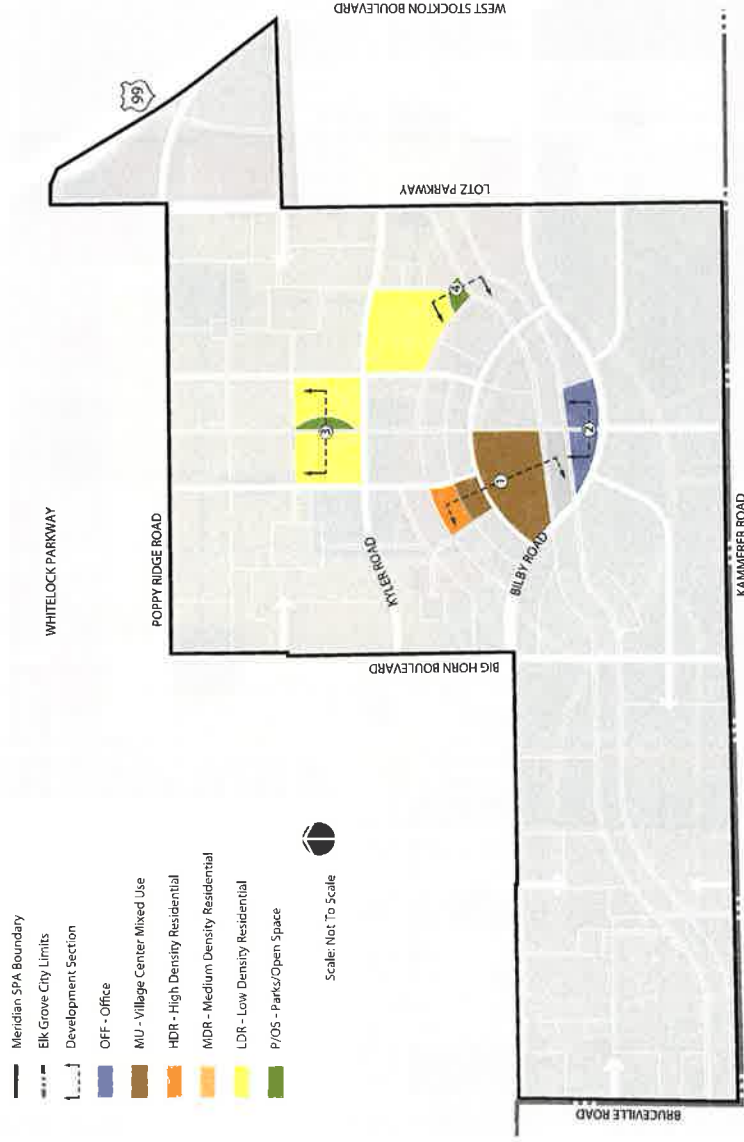 WEST STOCKTON BOULEVARD
99
WHITELOCK PARKWAY
POPPY RIDGE ROAD
LOTZ PARKWAY
KYLER ROAD
BILBY ROAD
BIG HORN BOULEVARD
KAMMERER ROAD
BRUCEVILLE ROAD
1
2
3
4
Meridian SPA Boundary
Elk Grove City Limits
Development Section
OFF - Office
MU - Village Center Mixed Use
HDR - High Density Residential
MDR - Medium Density Residential
LDR - Low Density Residential
P/OS - Parks/Open Space
Scale: Not To Scale